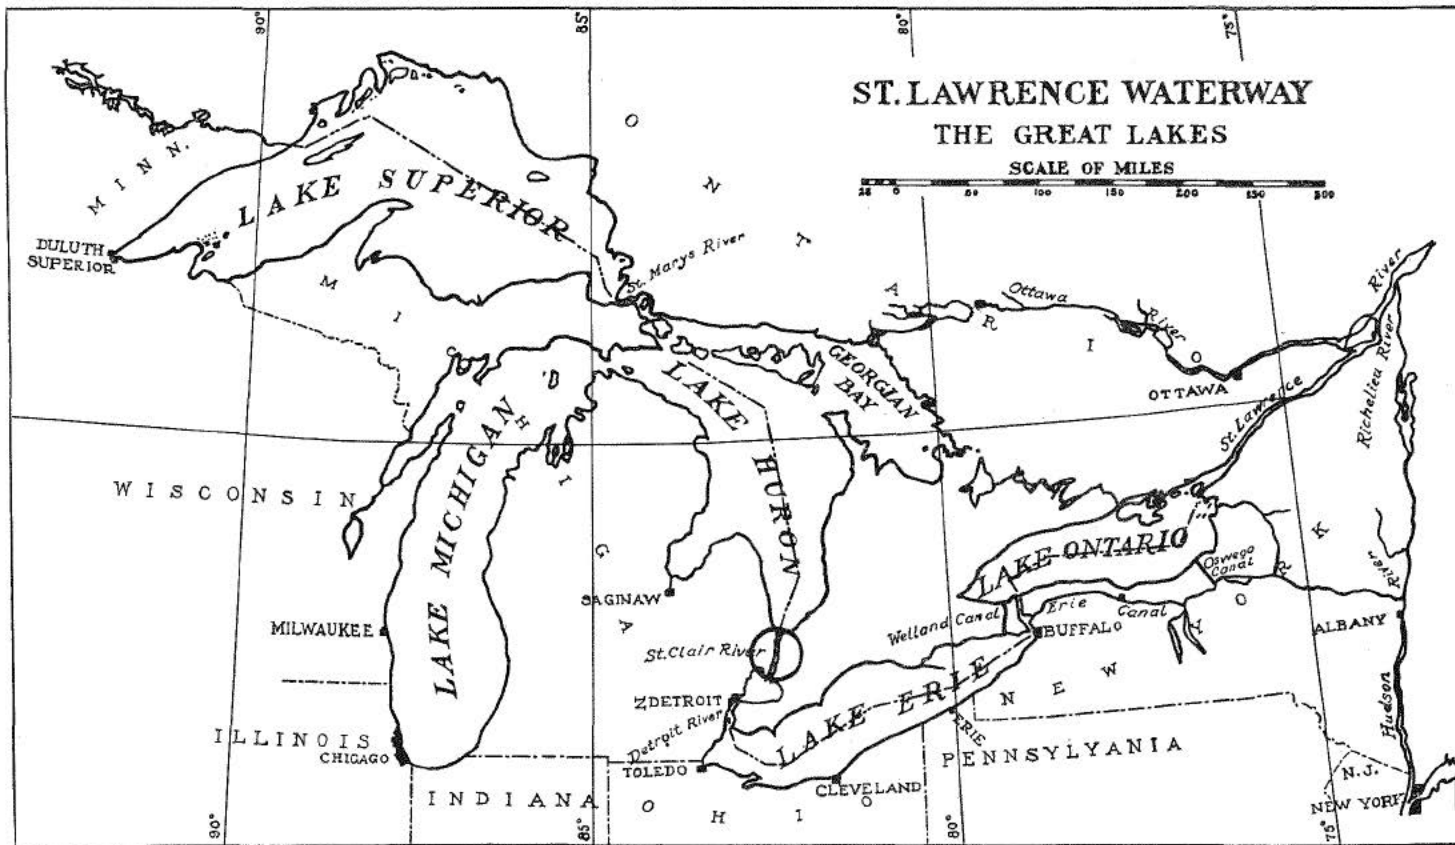 90°
85°
80°
75°
ST. LAWRENCE WATERWAY
THE GREAT LAKES
SCALE OF MILES
25 0 50 100 150 200 250 300
MINN.
ONTARIO
LAKE SUPERIOR
DULUTH
SUPERIOR
St. Marys River
MICHIGAN
Ottawa River
River
Richelieu River
OTTAWA
St. Lawrence
GEORGIAN
BAY
LAKE HURON
LAKE MICHIGAN
WISCONSIN
LAKE ONTARIO
Oswego
Canal
River
SAGINAW
Welland Canal
Erie Canal
MILWAUKEE
BUFFALO
ALBANY
St. Clair River
NEW YORK
DETROIT
Detroit River
LAKE ERIE
ERIE
Hudson
ILLINOIS
CHICAGO
TOLEDO
PENNSYLVANIA
CLEVELAND
N.J.
INDIANA
OHIO
NEW YORK
90°
85°
80°
75°